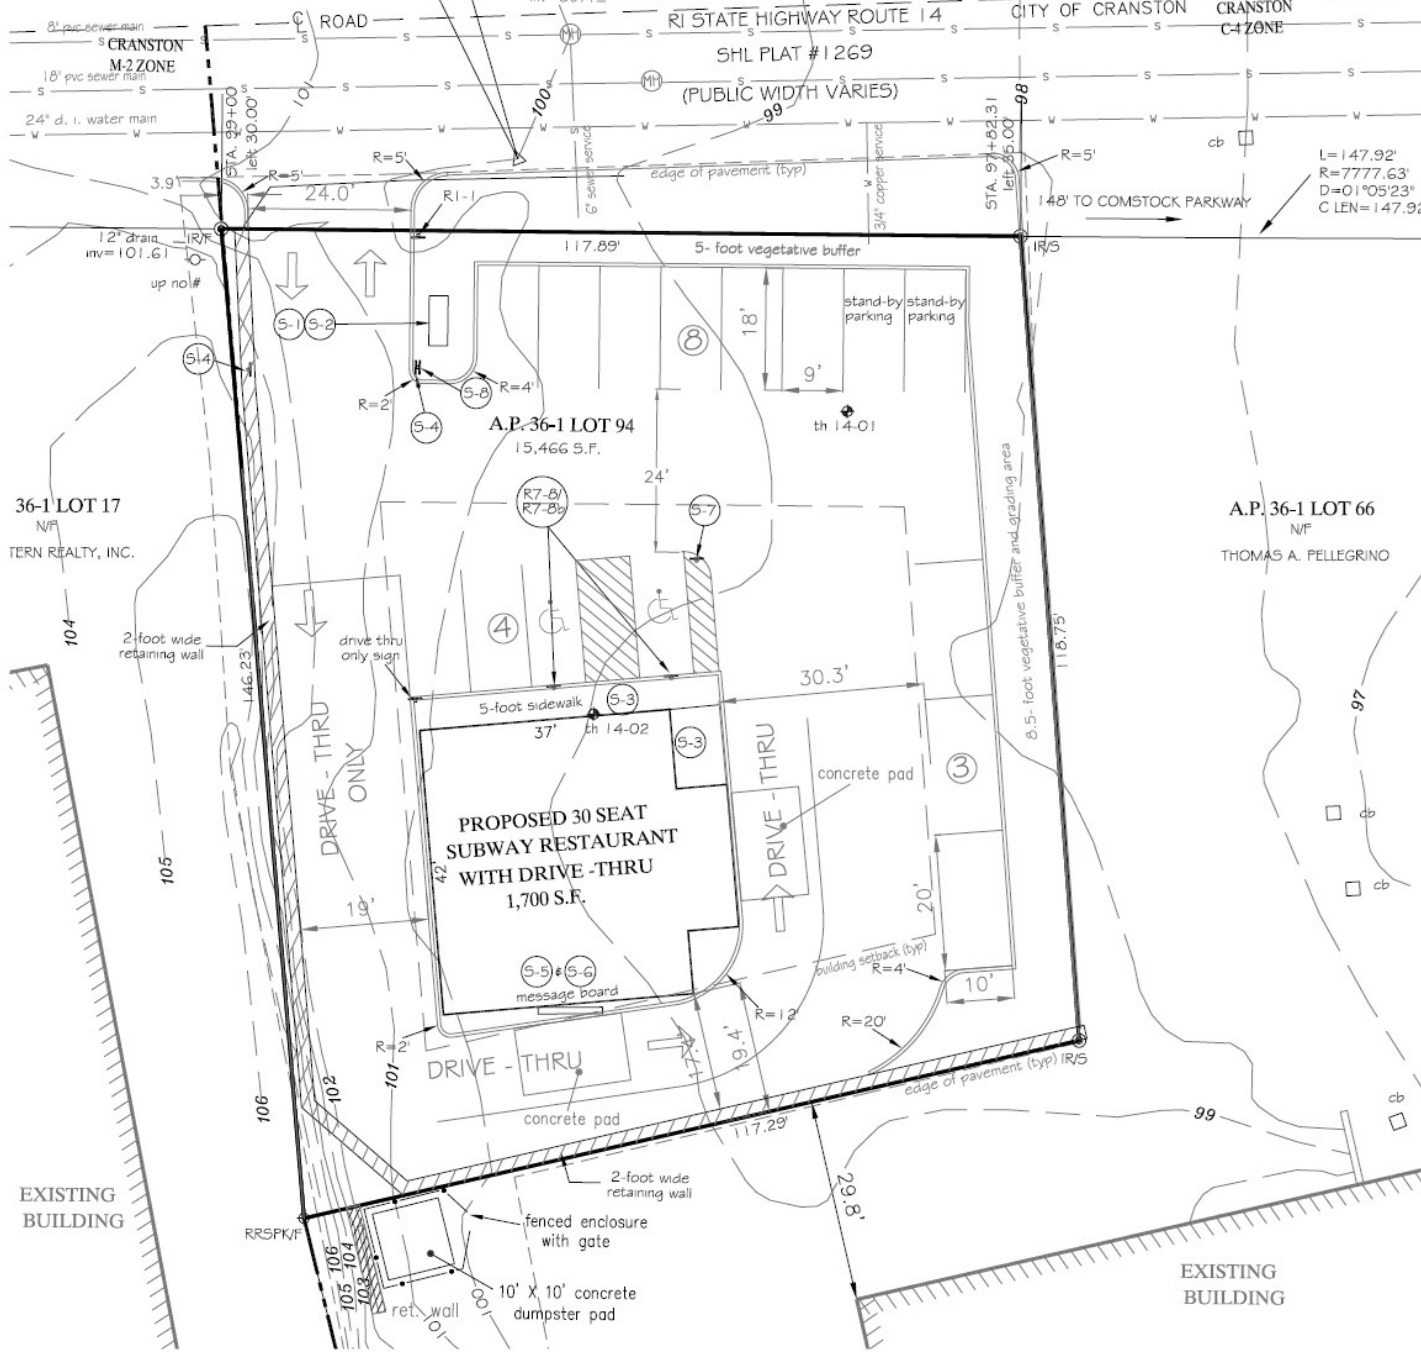 8" pvc sewer main
CRANSTON
M-2 ZONE
ROAD
RI STATE HIGHWAY ROUTE 14
SHL PLAT #1269
(PUBLIC WIDTH VARIES)
CITY OF CRANSTON
CRANSTON
C-4 ZONE
18" pvc sewer main
24" d. i. water main
S S S S S S S S
MH
MH
S S S S S S S S
W W W W W W W W
101
100
99
98
STA. 99+00
left 30.00'
STA. 97+82.31
left 35.00'
6" sewer service
3/4" copper service
edge of pavement (typ)
cb
L=147.92'
R=7777.63'
D=01°05'23"
C LEN=147.92
148' TO COMSTOCK PARKWAY
3.9'
R=5'
R=5'
R=5'
24.0'
R1-1
12" drain
inv=101.61
IR/F
up no#
117.89'
5- foot vegetative buffer
IR/S
S-1
S-2
S-4
S-8
S-4
R=2'
R=4'
8
18'
9'
stand-by
parking
stand-by
parking
th 14-01
A.P. 36-1 LOT 94
15,466 S.F.
24'
R7-8/
R7-8b
S-7
36-1 LOT 17
N/F
TERN REALTY, INC.
A.P. 36-1 LOT 66
N/F
THOMAS A. PELLEGRINO
8.5- foot vegetative buffer and grading area
118.75'
104
2-foot wide
retaining wall
146.23'
drive thru
only sign
4
5-foot sidewalk
S-3
37'
th 14-02
S-3
30.3'
97
DRIVE - THRU
ONLY
DRIVE - THRU
concrete pad
3
PROPOSED 30 SEAT
SUBWAY RESTAURANT
WITH DRIVE -THRU
1,700 S.F.
42'
105
19'
20'
cb
cb
building setback (typ)
S-5 & S-6
message board
R=4'
10'
R=12'
R=20'
R=2'
17.
19.4'
DRIVE - THRU
concrete pad
edge of pavement (typ)
IR/S
106
102
101
117.29'
99
cb
2-foot wide
retaining wall
29.8'
EXISTING
BUILDING
RRSPK/F
fenced enclosure
with gate
106
104
105
103
10' X 10' concrete
dumpster pad
ret. wall
100
101
EXISTING
BUILDING